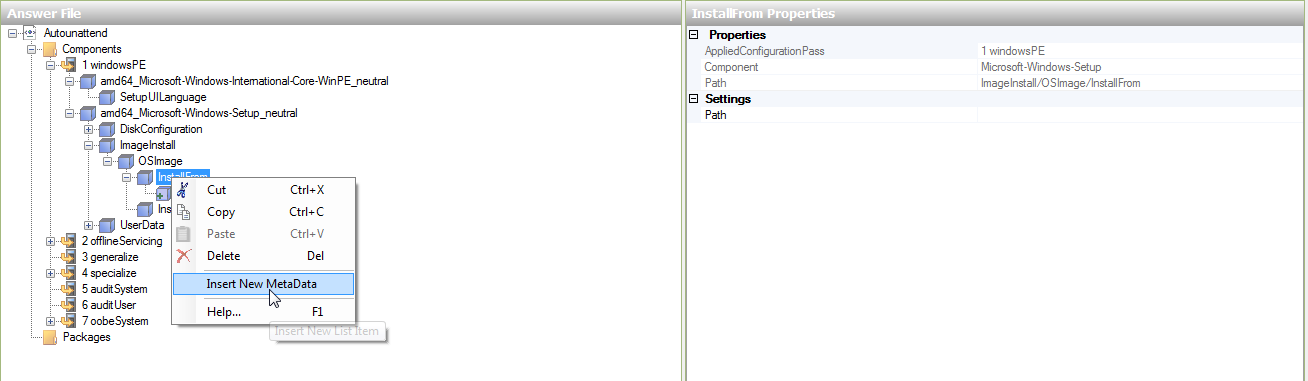 Answer File
Autounattend
Components
1 windowsPE
amd64_Microsoft-Windows-International-Core-WinPE_neutral
SetupUILanguage
amd64_Microsoft-Windows-Setup_neutral
DiskConfiguration
ImageInstall
OSImage
InstallFrom
Ins
UserData
2 offlineServicing
3 generalize
4 specialize
5 auditSystem
6 auditUser
7 oobeSystem
Packages
Cut Ctrl+X
Copy Ctrl+C
Paste Ctrl+V
Delete Del
Insert New MetaData
Help... F1
Insert New List Item
InstallFrom Properties
Properties
AppliedConfigurationPass 1 windowsPE
Component Microsoft-Windows-Setup
Path ImageInstall/OSImage/InstallFrom
Settings
Path